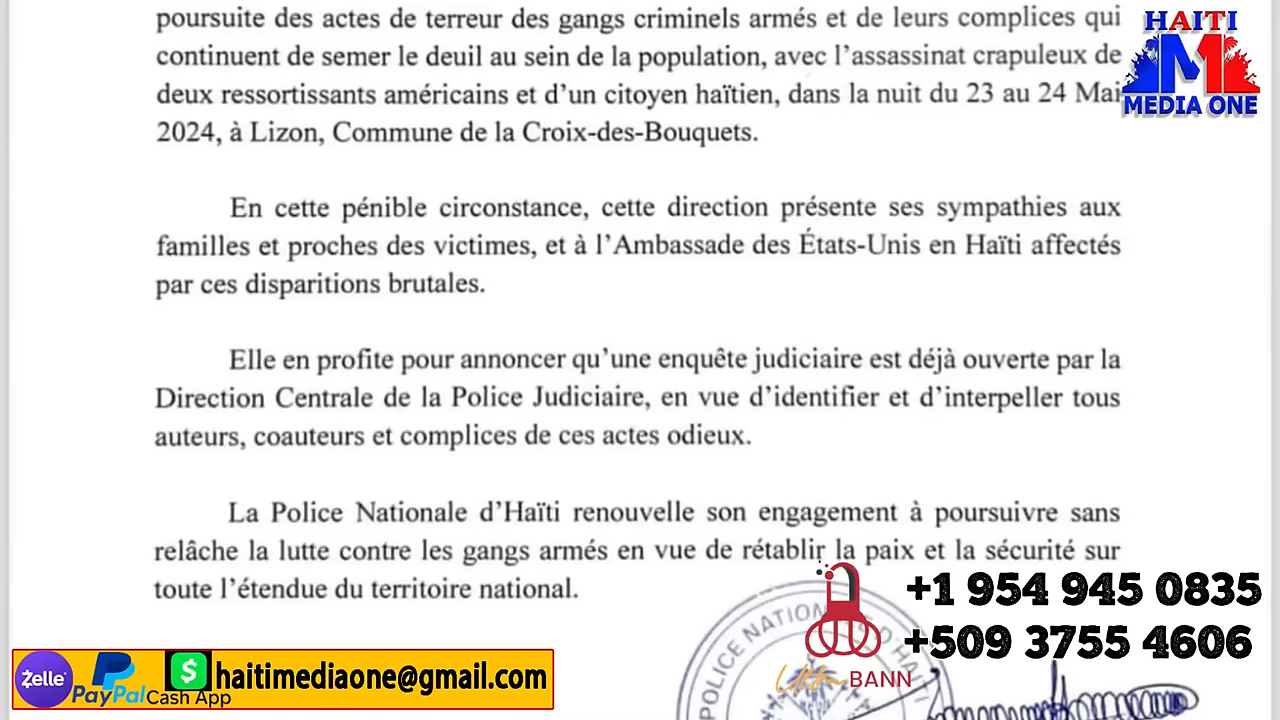 poursuite des actes de terreur des gangs criminels armés et de leurs complices qui
continuent de semer le deuil au sein de la population, avec l’assassinat crapuleux de
deux ressortissants américains et d’un citoyen haïtien, dans la nuit du 23 au 24 Mai
2024, à Lizon, Commune de la Croix-des-Bouquets.
En cette pénible circonstance, cette direction présente ses sympathies aux
familles et proches des victimes, et à l’Ambassade des États-Unis en Haïti affectés
par ces disparitions brutales.
Elle en profite pour annoncer qu’une enquête judiciaire est déjà ouverte par la
Direction Centrale de la Police Judiciaire, en vue d’identifier et d’interpeller tous
auteurs, coauteurs et complices de ces actes odieux.
La Police Nationale d’Haïti renouvelle son engagement à poursuivre sans
relâche la lutte contre les gangs armés en vue de rétablir la paix et la sécurité sur
toute l’étendue du territoire national.
HAITI
M
MEDIA ONE
+1 954 945 0835
+509 3755 4606
BANN
POLICE NATIONALE D'HAITI
Zelle
PayPal
$
Cash App
haitimediaone@gmail.com